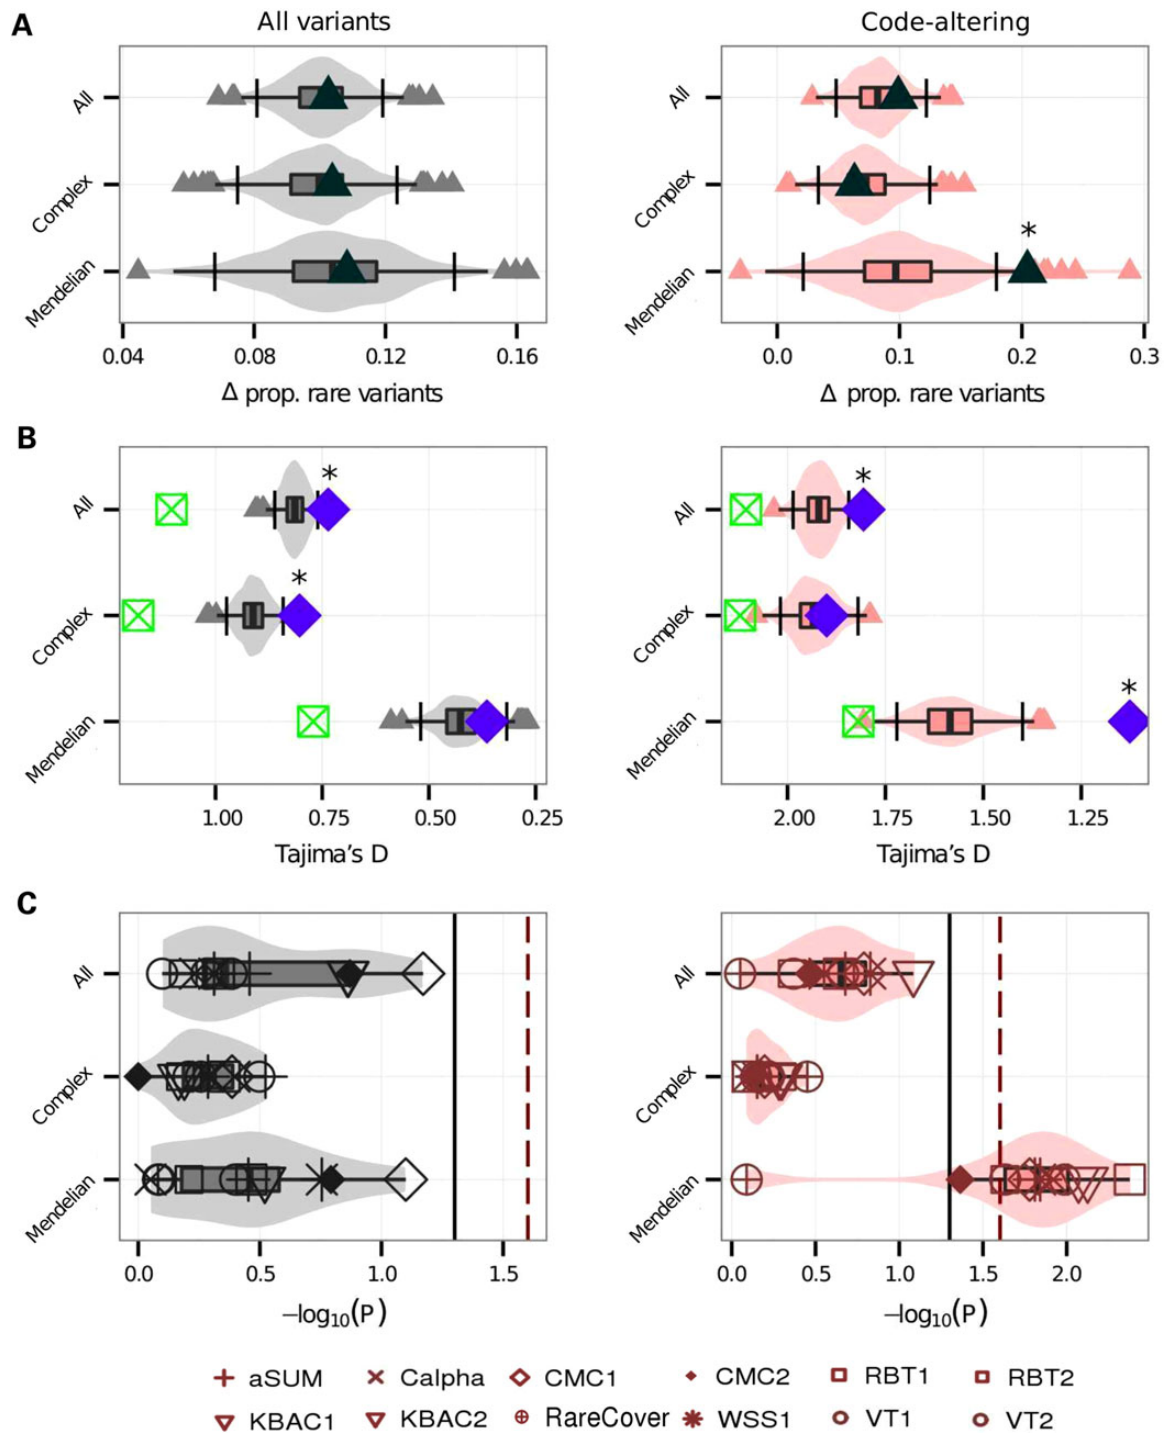 A
All variants
Code-altering
All
Complex
Mendelian
0.04 0.08 0.12 0.16
Δ prop. rare variants
All
Complex
Mendelian
*
0.0 0.1 0.2 0.3
Δ prop. rare variants
B
All
Complex
Mendelian
*
*
1.00 0.75 0.50 0.25
Tajima's D
All
Complex
Mendelian
*
*
2.00 1.75 1.50 1.25
Tajima's D
C
All
Complex
Mendelian
0.0 0.5 1.0 1.5
−log10(P)
All
Complex
Mendelian
0.0 0.5 1.0 1.5 2.0
−log10(P)
aSUM Calpha CMC1 CMC2 RBT1 RBT2
KBAC1 KBAC2 RareCover WSS1 VT1 VT2